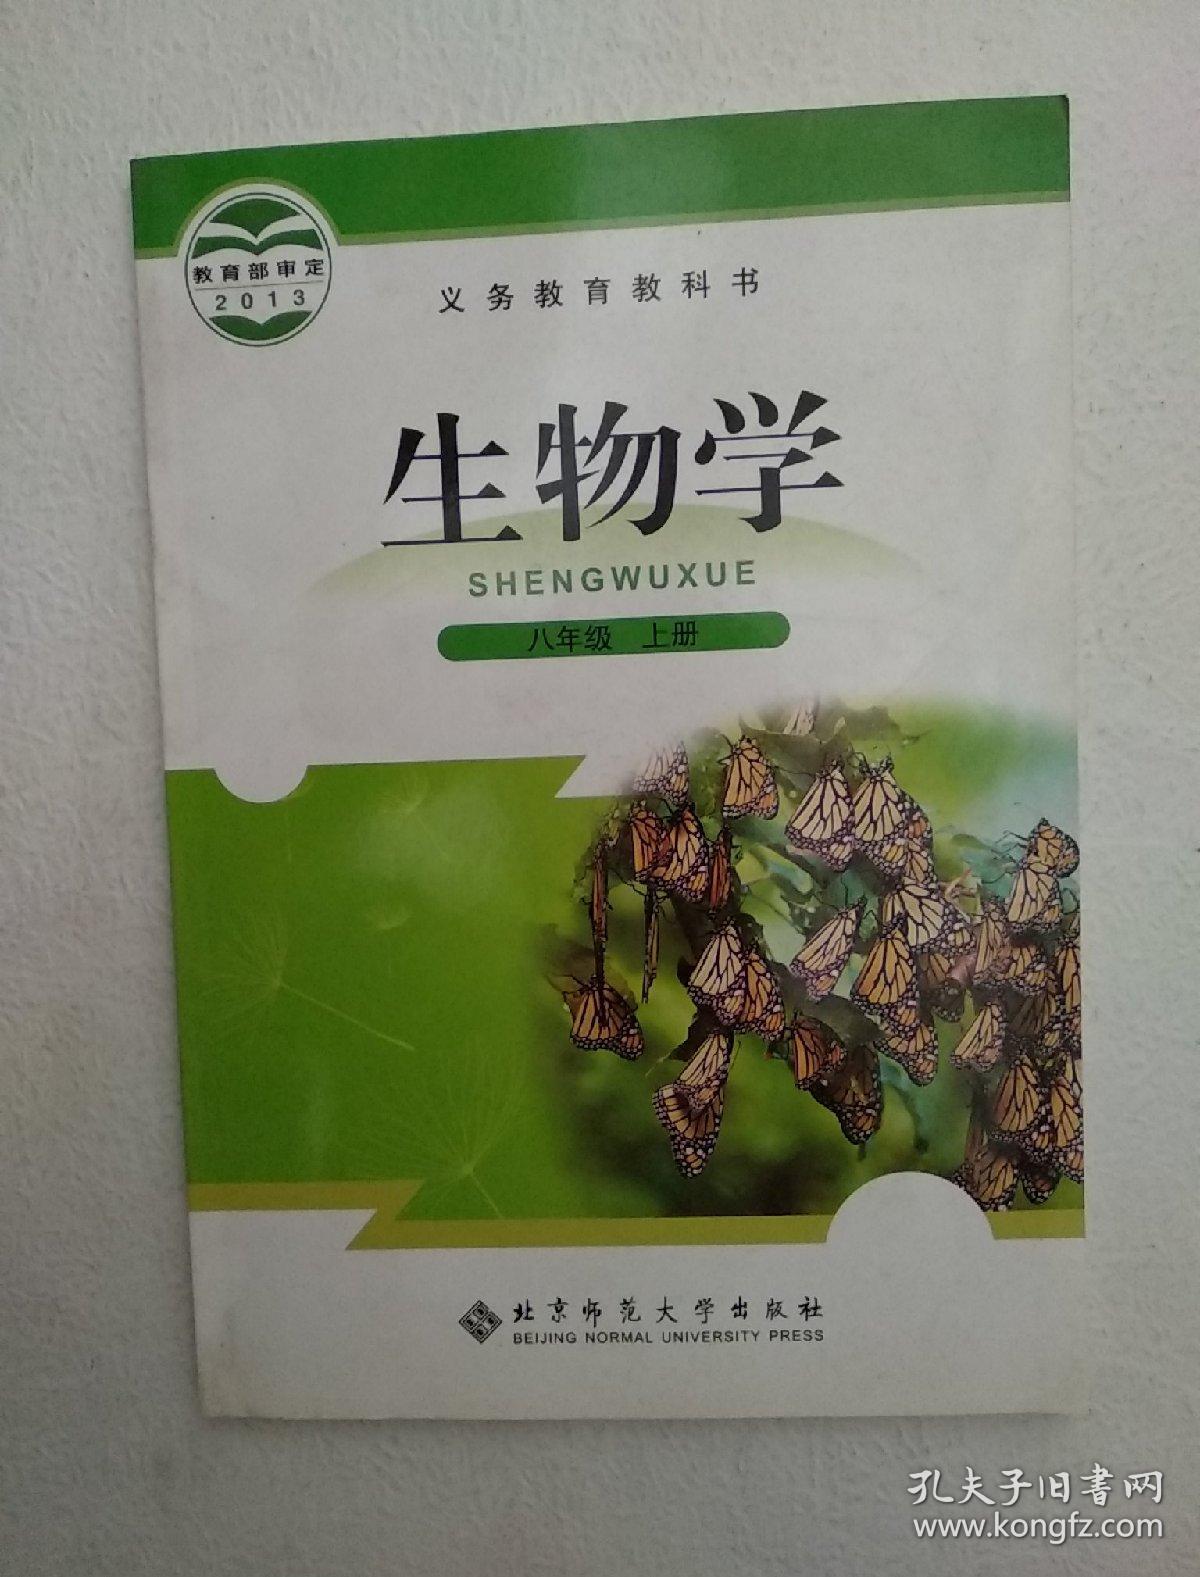 教育部审定
2013
义务教育教科书
生物学
SHENGWUXUE
八年级 上册
北京师范大学出版社
BEIJING NORMAL UNIVERSITY PRESS
孔夫子旧书网
www.kongfz.com